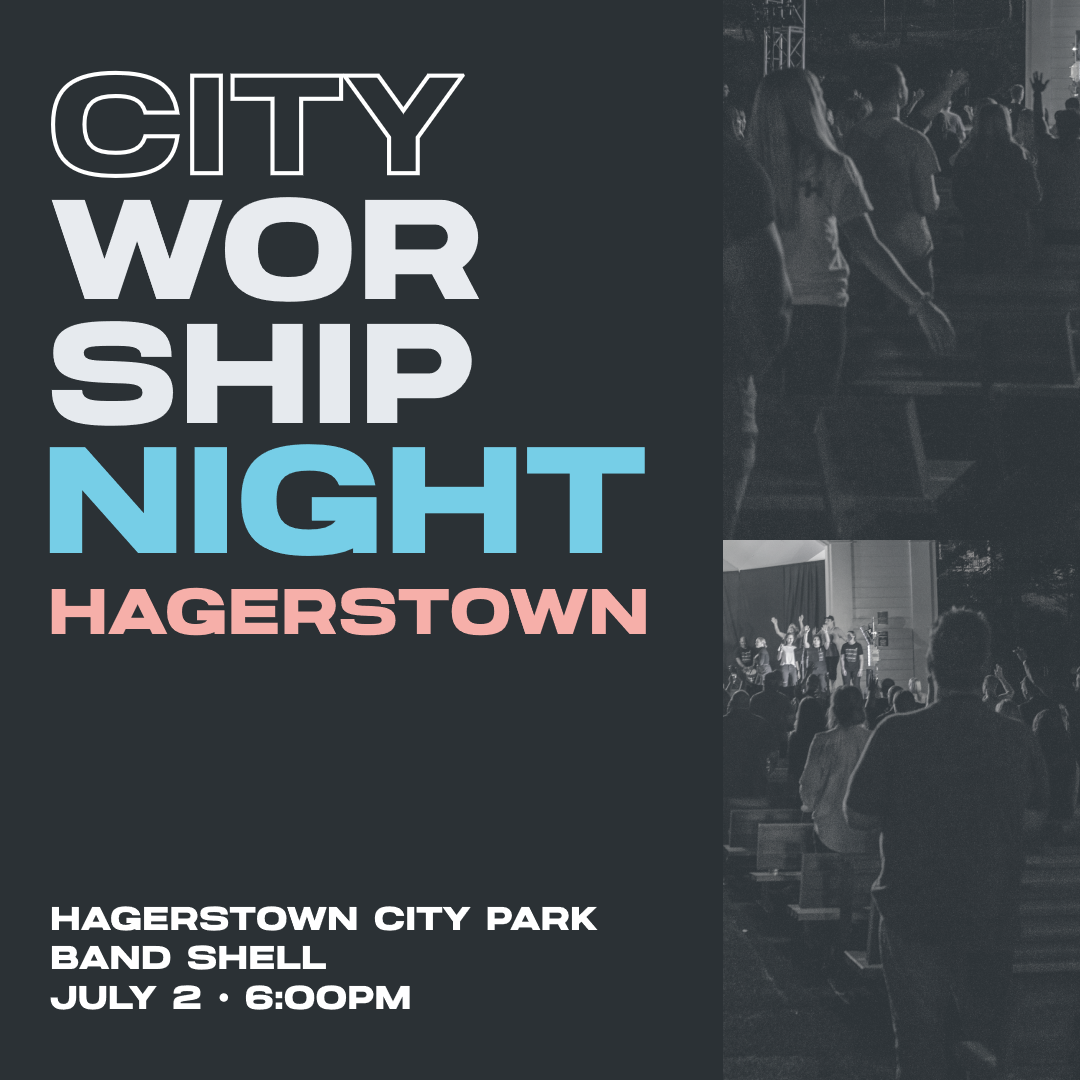 CITY
WOR
SHIP
NIGHT
HAGERSTOWN
HAGERSTOWN CITY PARK
BAND SHELL
JULY 2 • 6:00PM